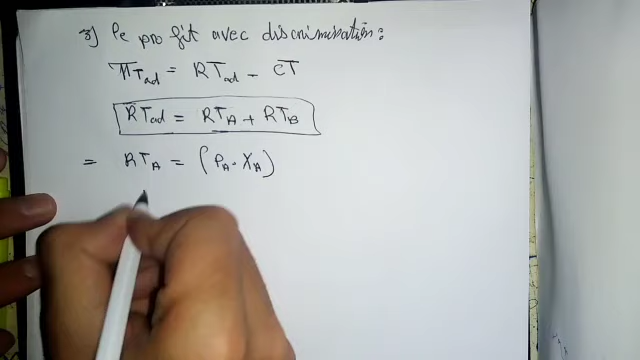 3) le profit avec discrimination :
πT_ad = RT_ad - CT
RT_ad = RT_A + RT_B
= RT_A = (P_A . X_A)